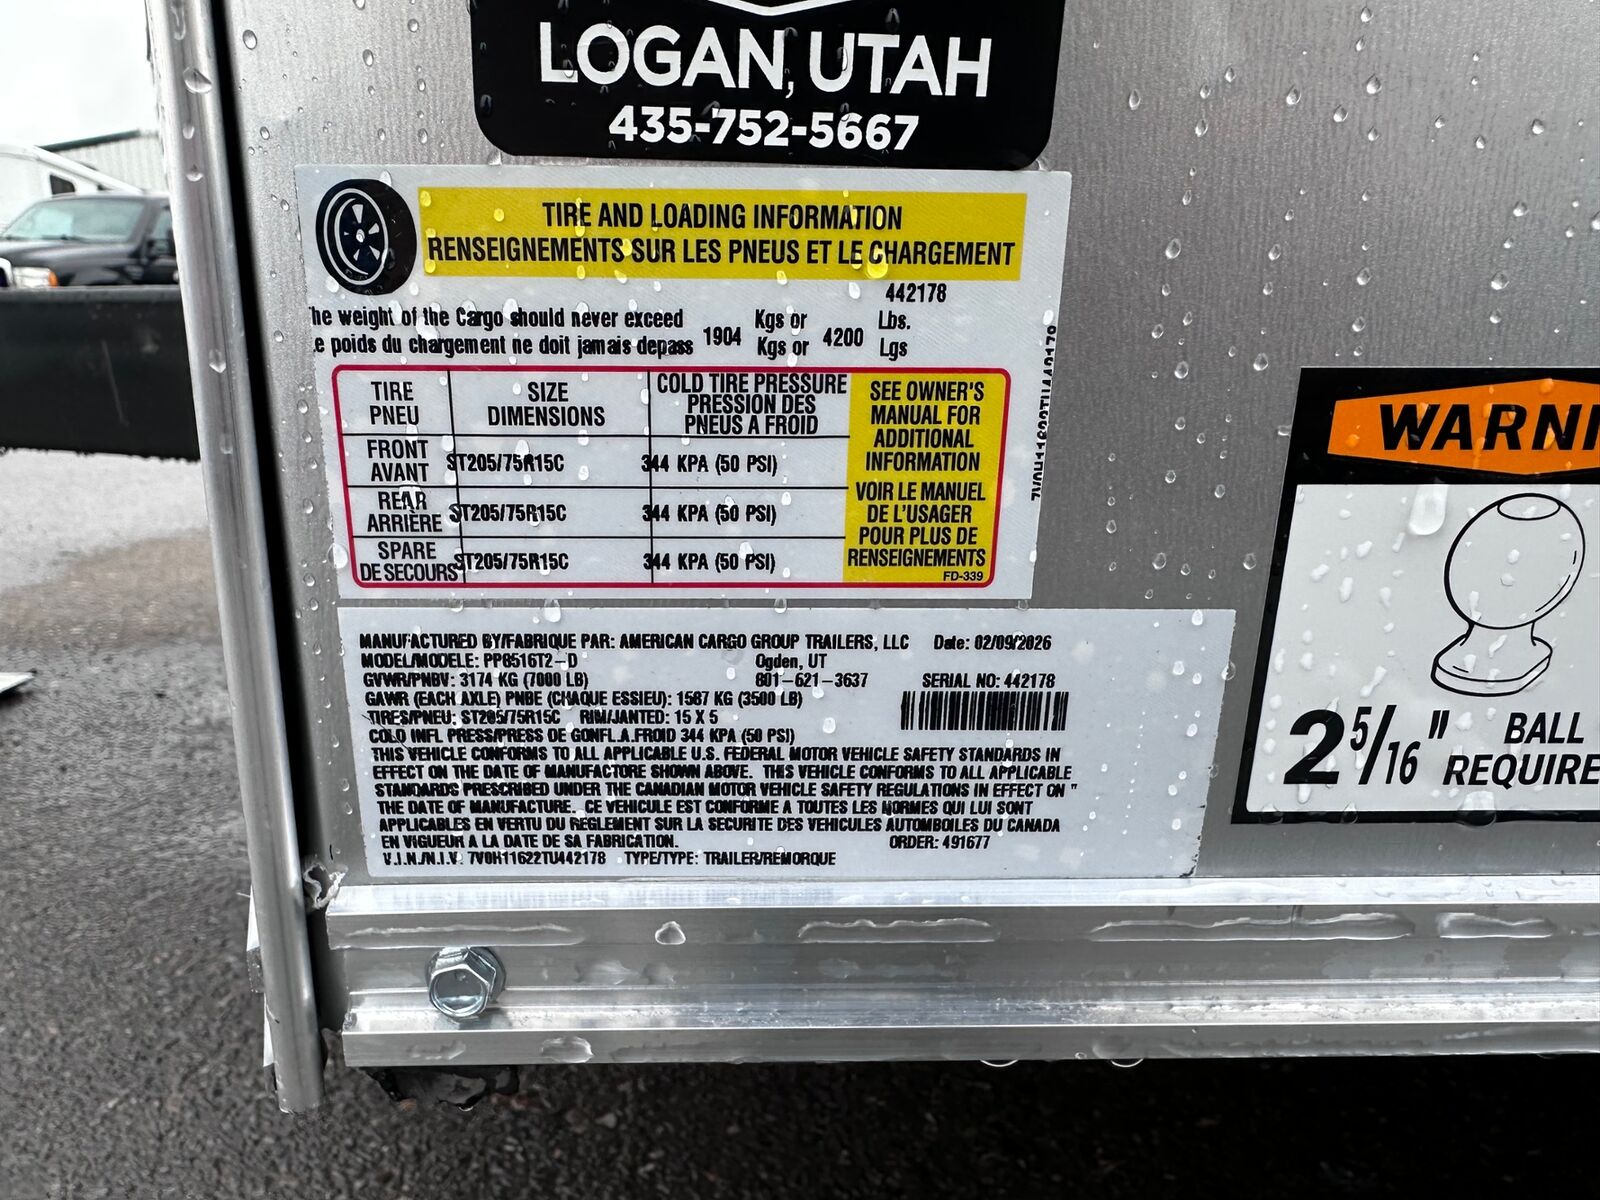 LOGAN, UTAH
435-752-5667
TIRE AND LOADING INFORMATION
RENSEIGNEMENTS SUR LES PNEUS ET LE CHARGEMENT
442178
The weight of the Cargo should never exceed 1904 Kgs or 4200 Lbs.
Le poids du chargement ne doit jamais depass Kgs or Lgs
TIRE PNEU
SIZE DIMENSIONS
COLD TIRE PRESSURE
PRESSION DES
PNEUS A FROID
FRONT AVANT ST205/75R15C 344 KPA (50 PSI)
REAR ARRIÈRE ST205/75R15C 344 KPA (50 PSI)
SPARE DE SECOURS ST205/75R15C 344 KPA (50 PSI)
SEE OWNER'S
MANUAL FOR
ADDITIONAL
INFORMATION
VOIR LE MANUEL
DE L'USAGER
POUR PLUS DE
RENSEIGNEMENTS
FD-339
7V0H11622TU442178
MANUFACTURED BY/FABRIQUE PAR: AMERICAN CARGO GROUP TRAILERS, LLC Date: 02/09/2026
MODEL/MODELE: PP8516T2-D Ogden, UT
GVWR/PNBV: 3174 KG (7000 LB) 801-621-3637 SERIAL NO: 442178
GAWR (EACH AXLE) PNBE (CHAQUE ESSIEU): 1587 KG (3500 LB)
TIRES/PNEU: ST205/75R15C RIM/JANTED: 15 X 5
COLD INFL PRESS/PRESS DE GONFL.A.FROID 344 KPA (50 PSI)
THIS VEHICLE CONFORMS TO ALL APPLICABLE U.S. FEDERAL MOTOR VEHICLE SAFETY STANDARDS IN
EFFECT ON THE DATE OF MANUFACTORE SHOWN ABOVE. THIS VEHICLE CONFORMS TO ALL APPLICABLE
STANDARDS PRESCRIBED UNDER THE CANADIAN MOTOR VEHICLE SAFETY REGULATIONS IN EFFECT ON "
THE DATE OF MANUFACTURE. CE VEHICULE EST CONFORME A TOUTES LES NORMES QUI LUI SONT
APPLICABLES EN VERTU DU REGLEMENT SUR LA SECURITE DES VEHICULES AUTOMBOILES DU CANADA
EN VIGUEUR A LA DATE DE SA FABRICATION. ORDER: 491677
V.I.N./N.I.V. 7V0H11622TU442178 TYPE/TYPE: TRAILER/REMORQUE
WARNI
2 5/16" BALL
REQUIRE